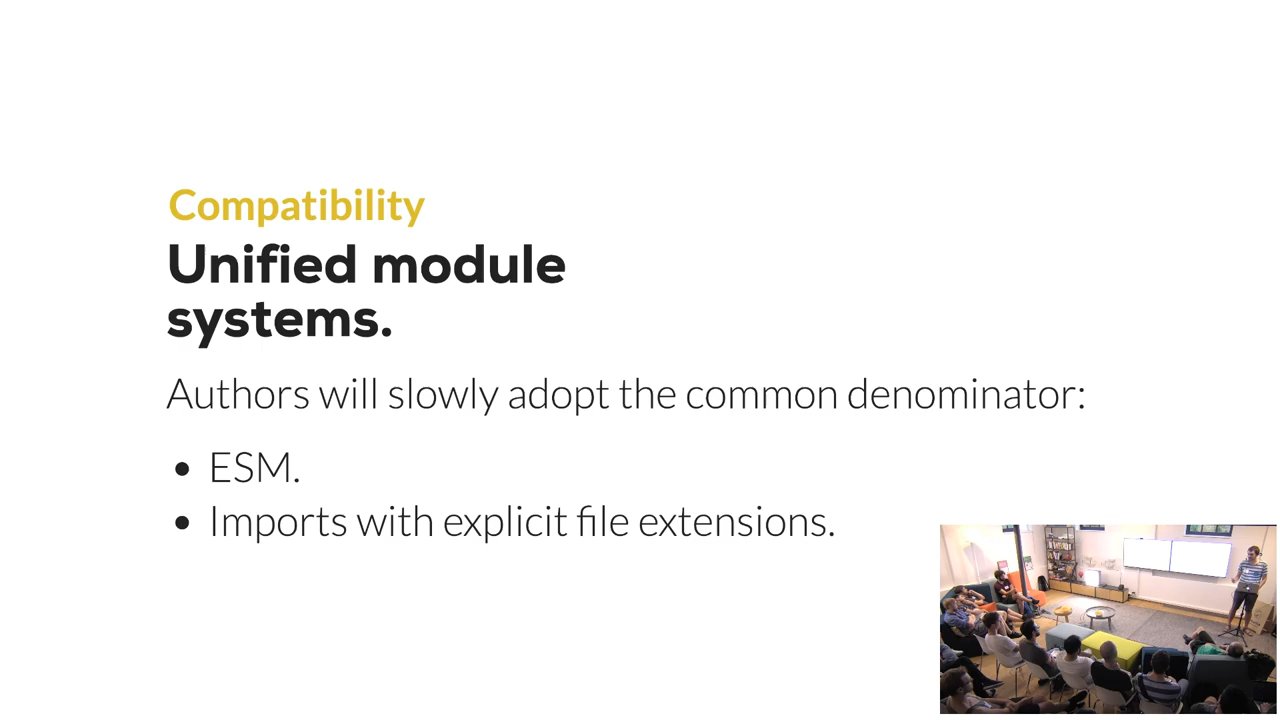 Compatibility
Unified module
systems.
Authors will slowly adopt the common denominator:
• ESM.
• Imports with explicit file extensions.